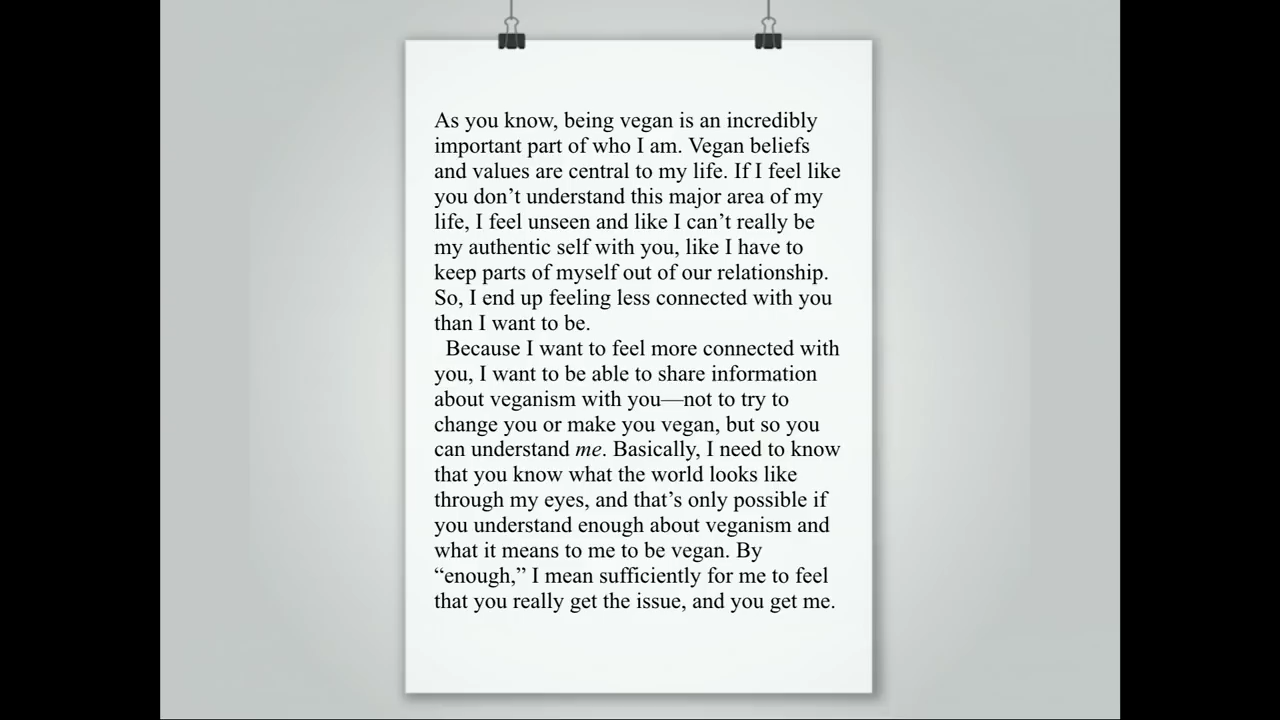 As you know, being vegan is an incredibly
important part of who I am. Vegan beliefs
and values are central to my life. If I feel like
you don’t understand this major area of my
life, I feel unseen and like I can’t really be
my authentic self with you, like I have to
keep parts of myself out of our relationship.
So, I end up feeling less connected with you
than I want to be.
Because I want to feel more connected with
you, I want to be able to share information
about veganism with you—not to try to
change you or make you vegan, but so you
can understand me. Basically, I need to know
that you know what the world looks like
through my eyes, and that’s only possible if
you understand enough about veganism and
what it means to me to be vegan. By
“enough,” I mean sufficiently for me to feel
that you really get the issue, and you get me.